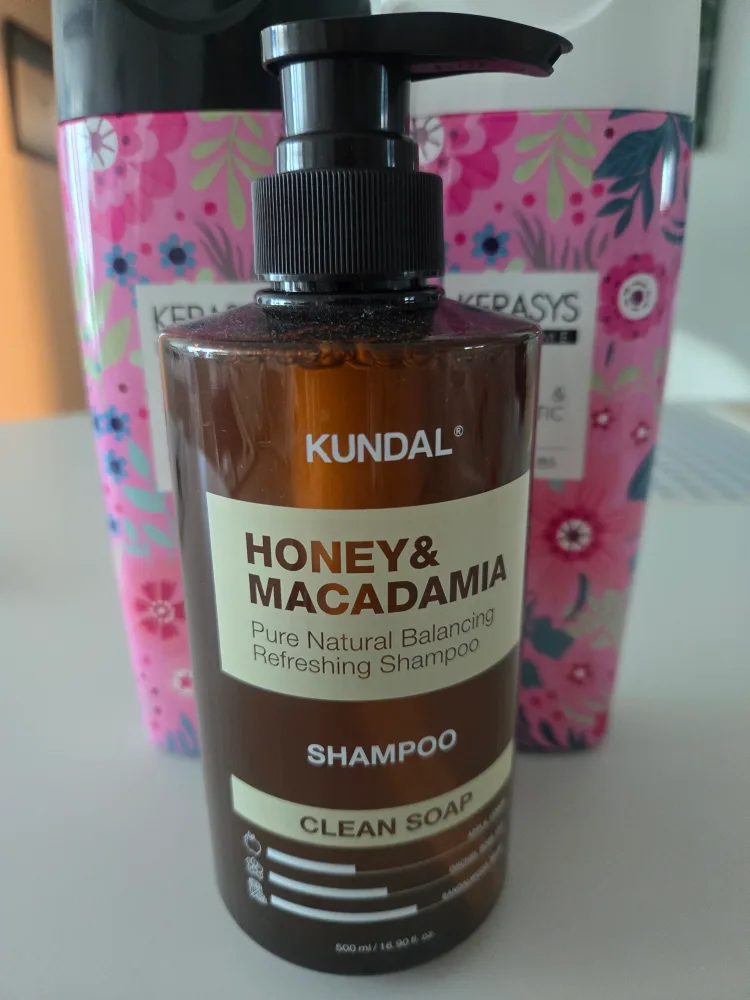 KERASYS
KUNDAL®
HONEY&
MACADAMIA
Pure Natural Balancing
Refreshing Shampoo
SHAMPOO
CLEAN SOAP
500 ml / 16.90 fl. oz.
&